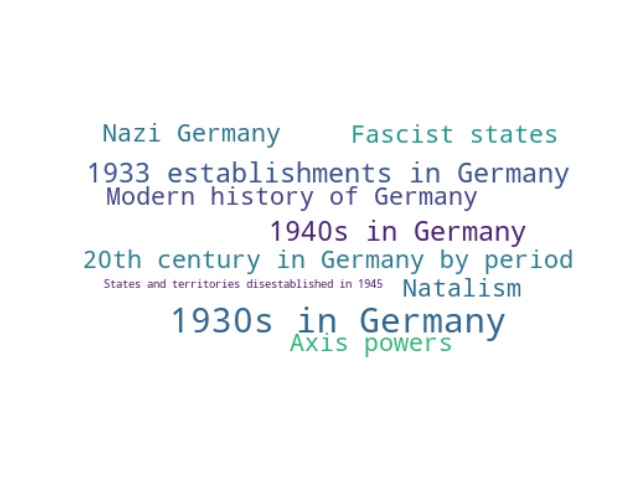 Nazi Germany
Fascist states
1933 establishments in Germany
Modern history of Germany
1940s in Germany
20th century in Germany by period
States and territories disestablished in 1945
Natalism
1930s in Germany
Axis powers